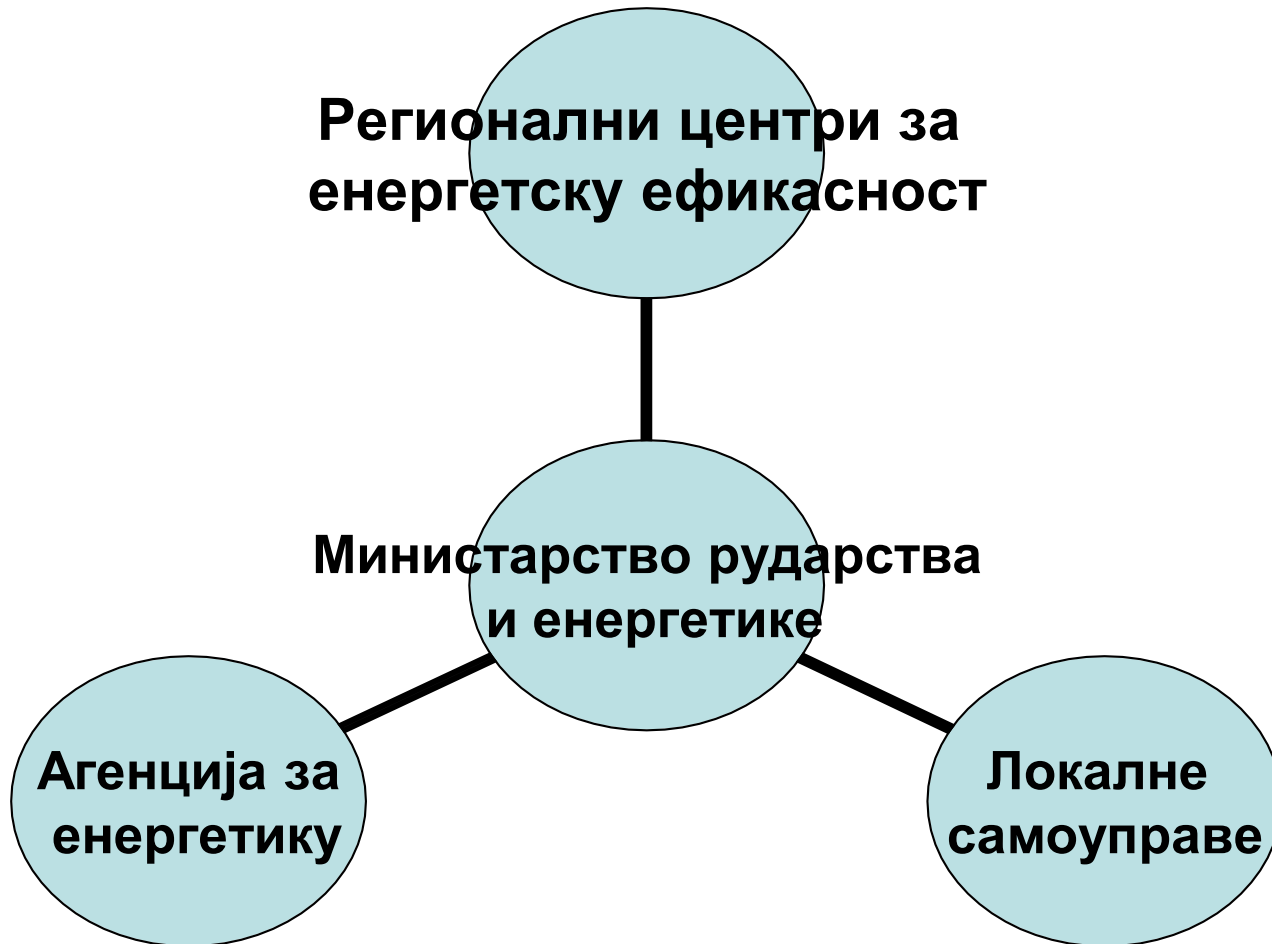 Регионални центри за
енергетску ефикасност
Министарство рударства
и енергетике
Агенција за
енергетику
Локалне
самоуправе